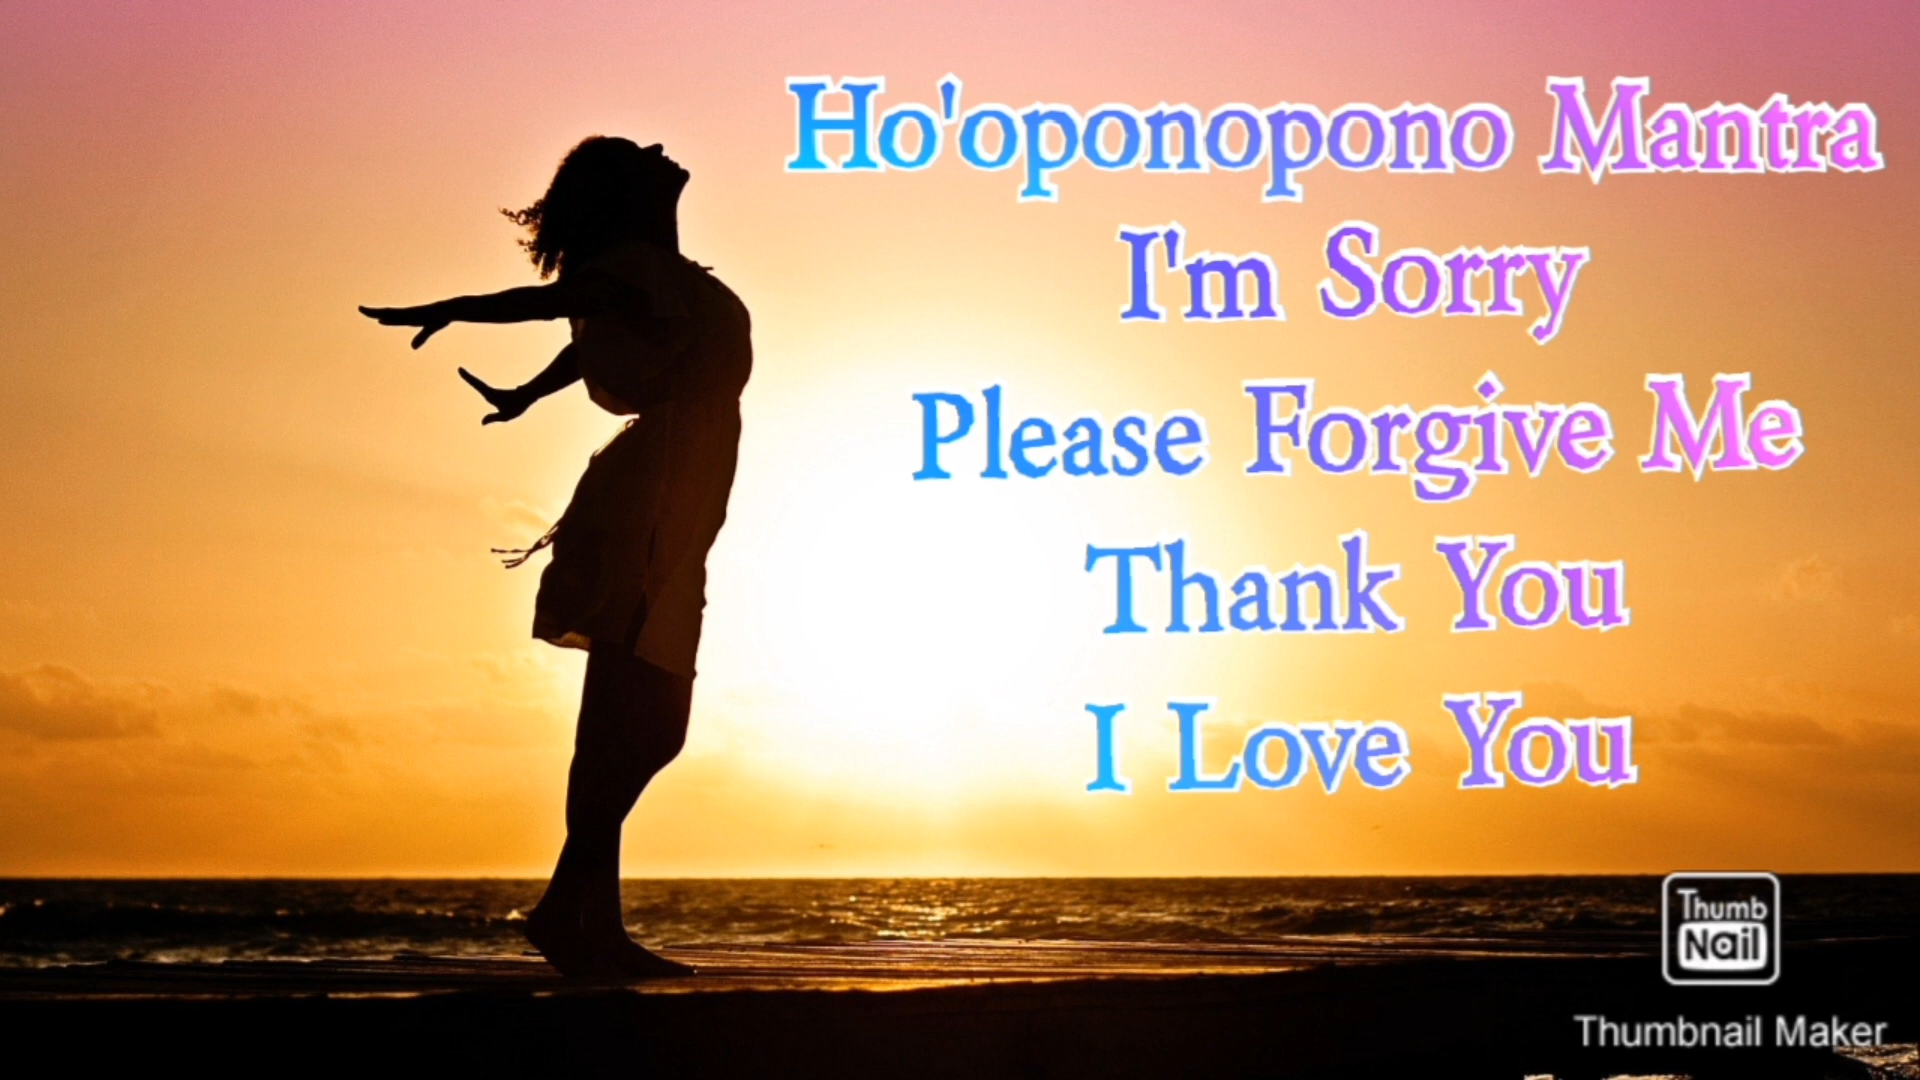 Ho'oponopono Mantra
I'm Sorry
Please Forgive Me
Thank You
I Love You
Thumb
Nail
Thumbnail Maker